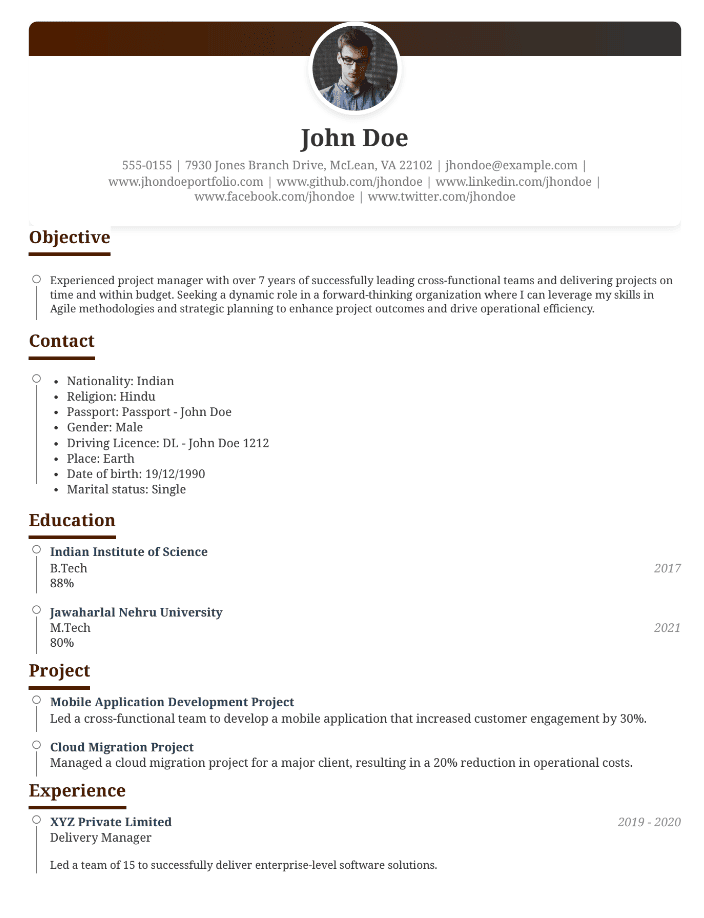 John Doe
555-0155 | 7930 Jones Branch Drive, McLean, VA 22102 | jhondoe@example.com |
www.jhondoeportfolio.com | www.github.com/jhondoe | www.linkedin.com/jhondoe |
www.facebook.com/jhondoe | www.twitter.com/jhondoe
Objective
Experienced project manager with over 7 years of successfully leading cross-functional teams and delivering projects on
time and within budget. Seeking a dynamic role in a forward-thinking organization where I can leverage my skills in
Agile methodologies and strategic planning to enhance project outcomes and drive operational efficiency.
Contact
• Nationality: Indian
• Religion: Hindu
• Passport: Passport - John Doe
• Gender: Male
• Driving Licence: DL - John Doe 1212
• Place: Earth
• Date of birth: 19/12/1990
• Marital status: Single
Education
Indian Institute of Science
B.Tech 2017
88%
Jawaharlal Nehru University
M.Tech 2021
80%
Project
Mobile Application Development Project
Led a cross-functional team to develop a mobile application that increased customer engagement by 30%.
Cloud Migration Project
Managed a cloud migration project for a major client, resulting in a 20% reduction in operational costs.
Experience
XYZ Private Limited 2019 - 2020
Delivery Manager
Led a team of 15 to successfully deliver enterprise-level software solutions.